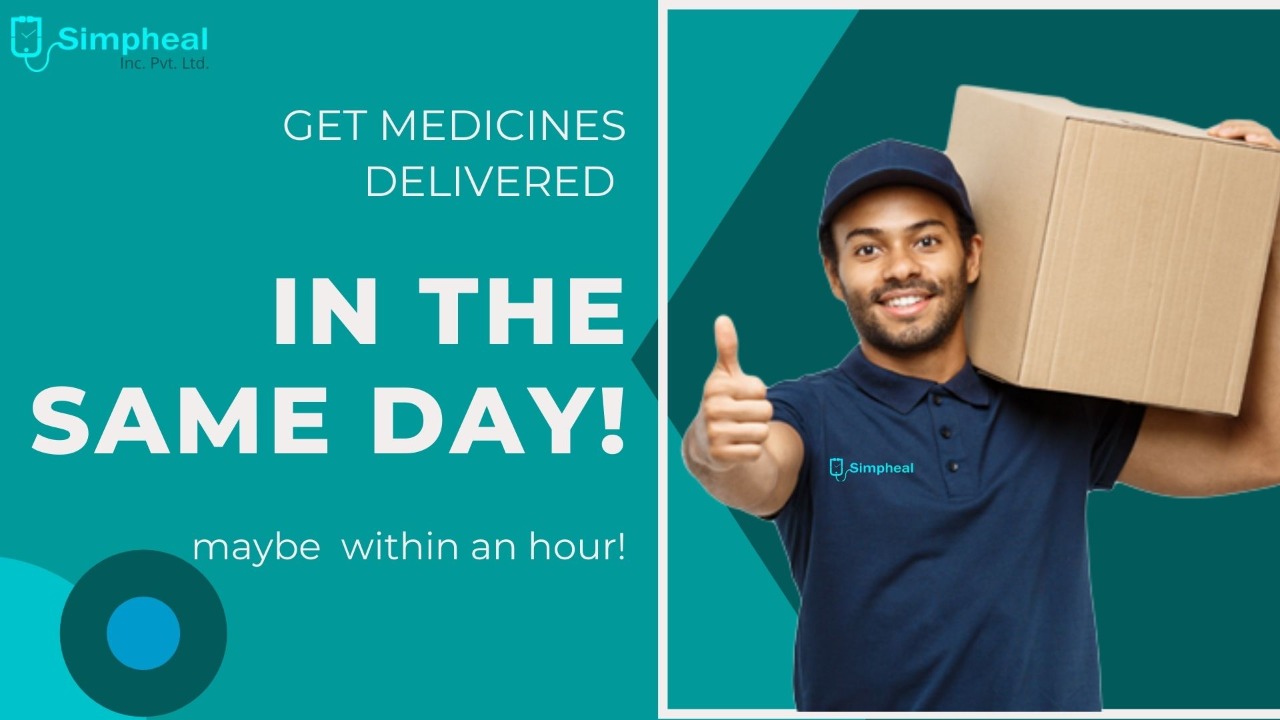 Simpheal
Inc. Pvt. Ltd.
GET MEDICINES
DELIVERED
IN THE
SAME DAY!
maybe within an hour!
Simpheal